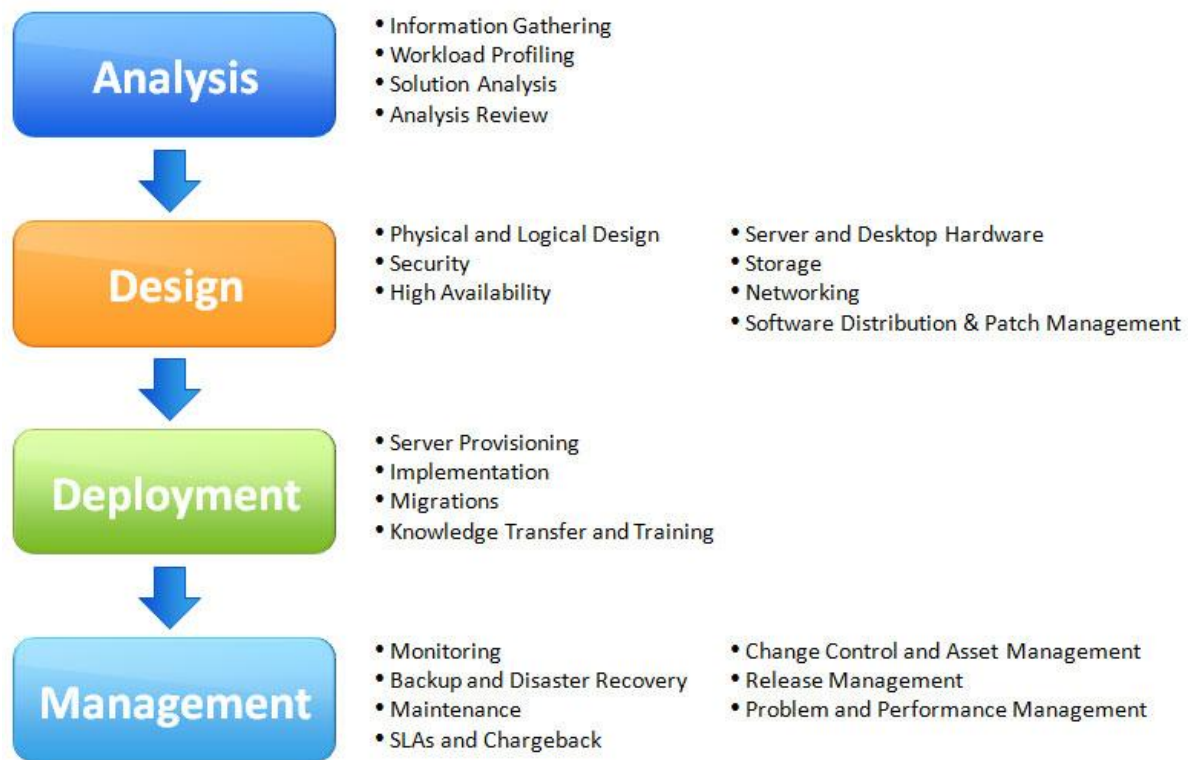 Analysis
• Information Gathering
• Workload Profiling
• Solution Analysis
• Analysis Review
Design
• Physical and Logical Design
• Security
• High Availability
• Server and Desktop Hardware
• Storage
• Networking
• Software Distribution & Patch Management
Deployment
• Server Provisioning
• Implementation
• Migrations
• Knowledge Transfer and Training
Management
• Monitoring
• Backup and Disaster Recovery
• Maintenance
• SLAs and Chargeback
• Change Control and Asset Management
• Release Management
• Problem and Performance Management